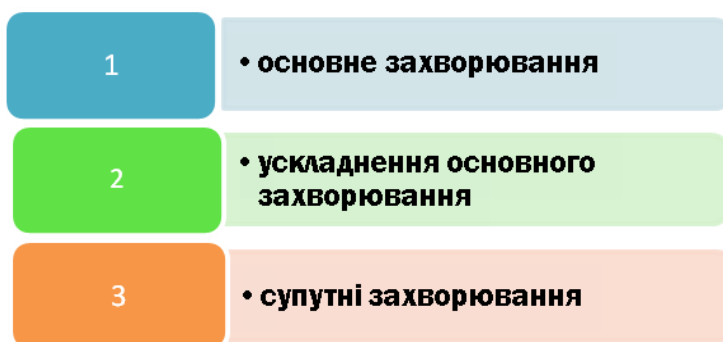 1
• основне захворювання
2
• ускладнення основного
захворювання
3
• супутні захворювання